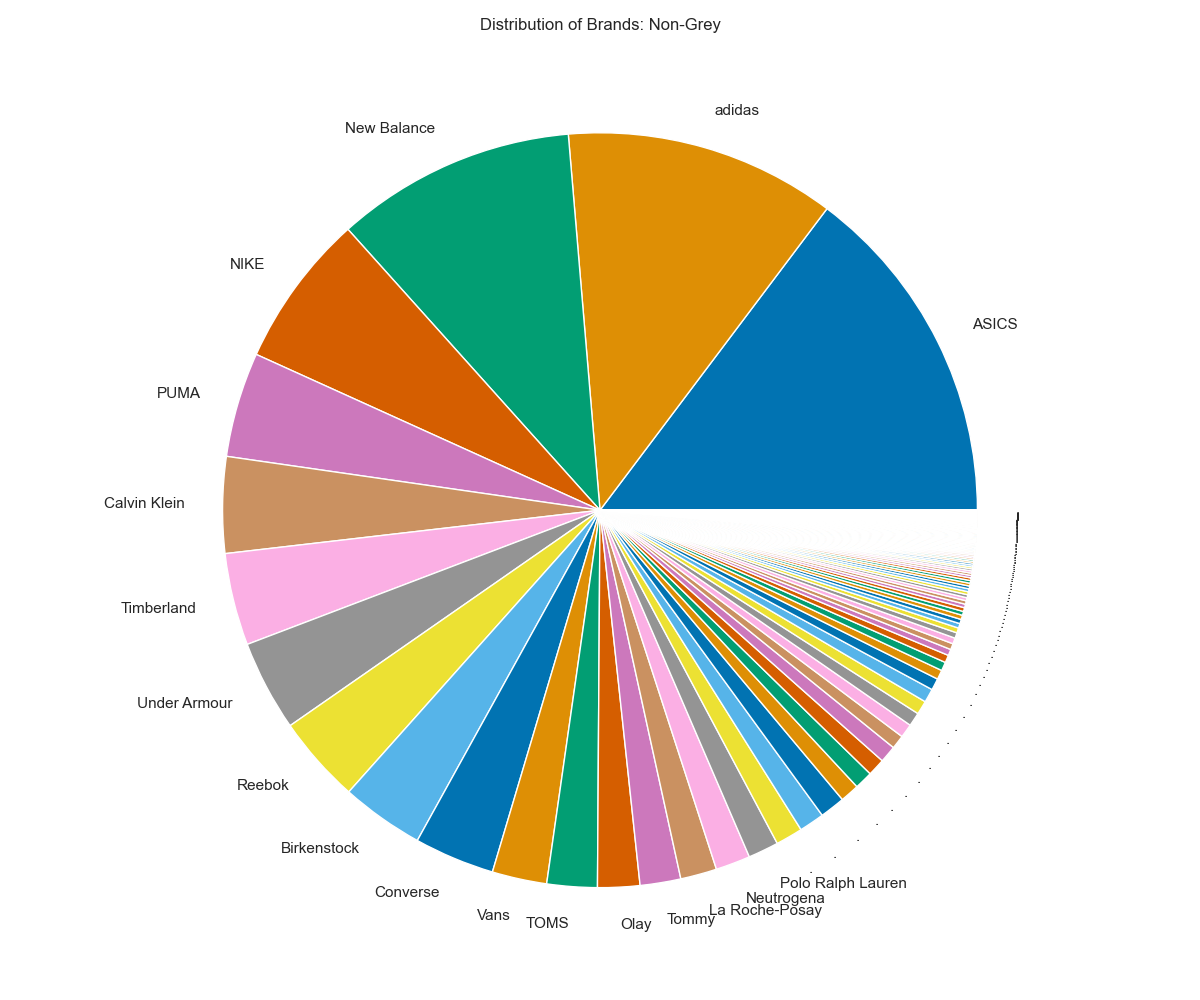 Distribution of Brands: Non-Grey
adidas
New Balance
ASICS
NIKE
PUMA
Calvin Klein
Timberland
Under Armour
Reebok
Birkenstock
Converse
Vans
TOMS
Olay
Tommy
La Roche-Posay
Neutrogena
Polo Ralph Lauren